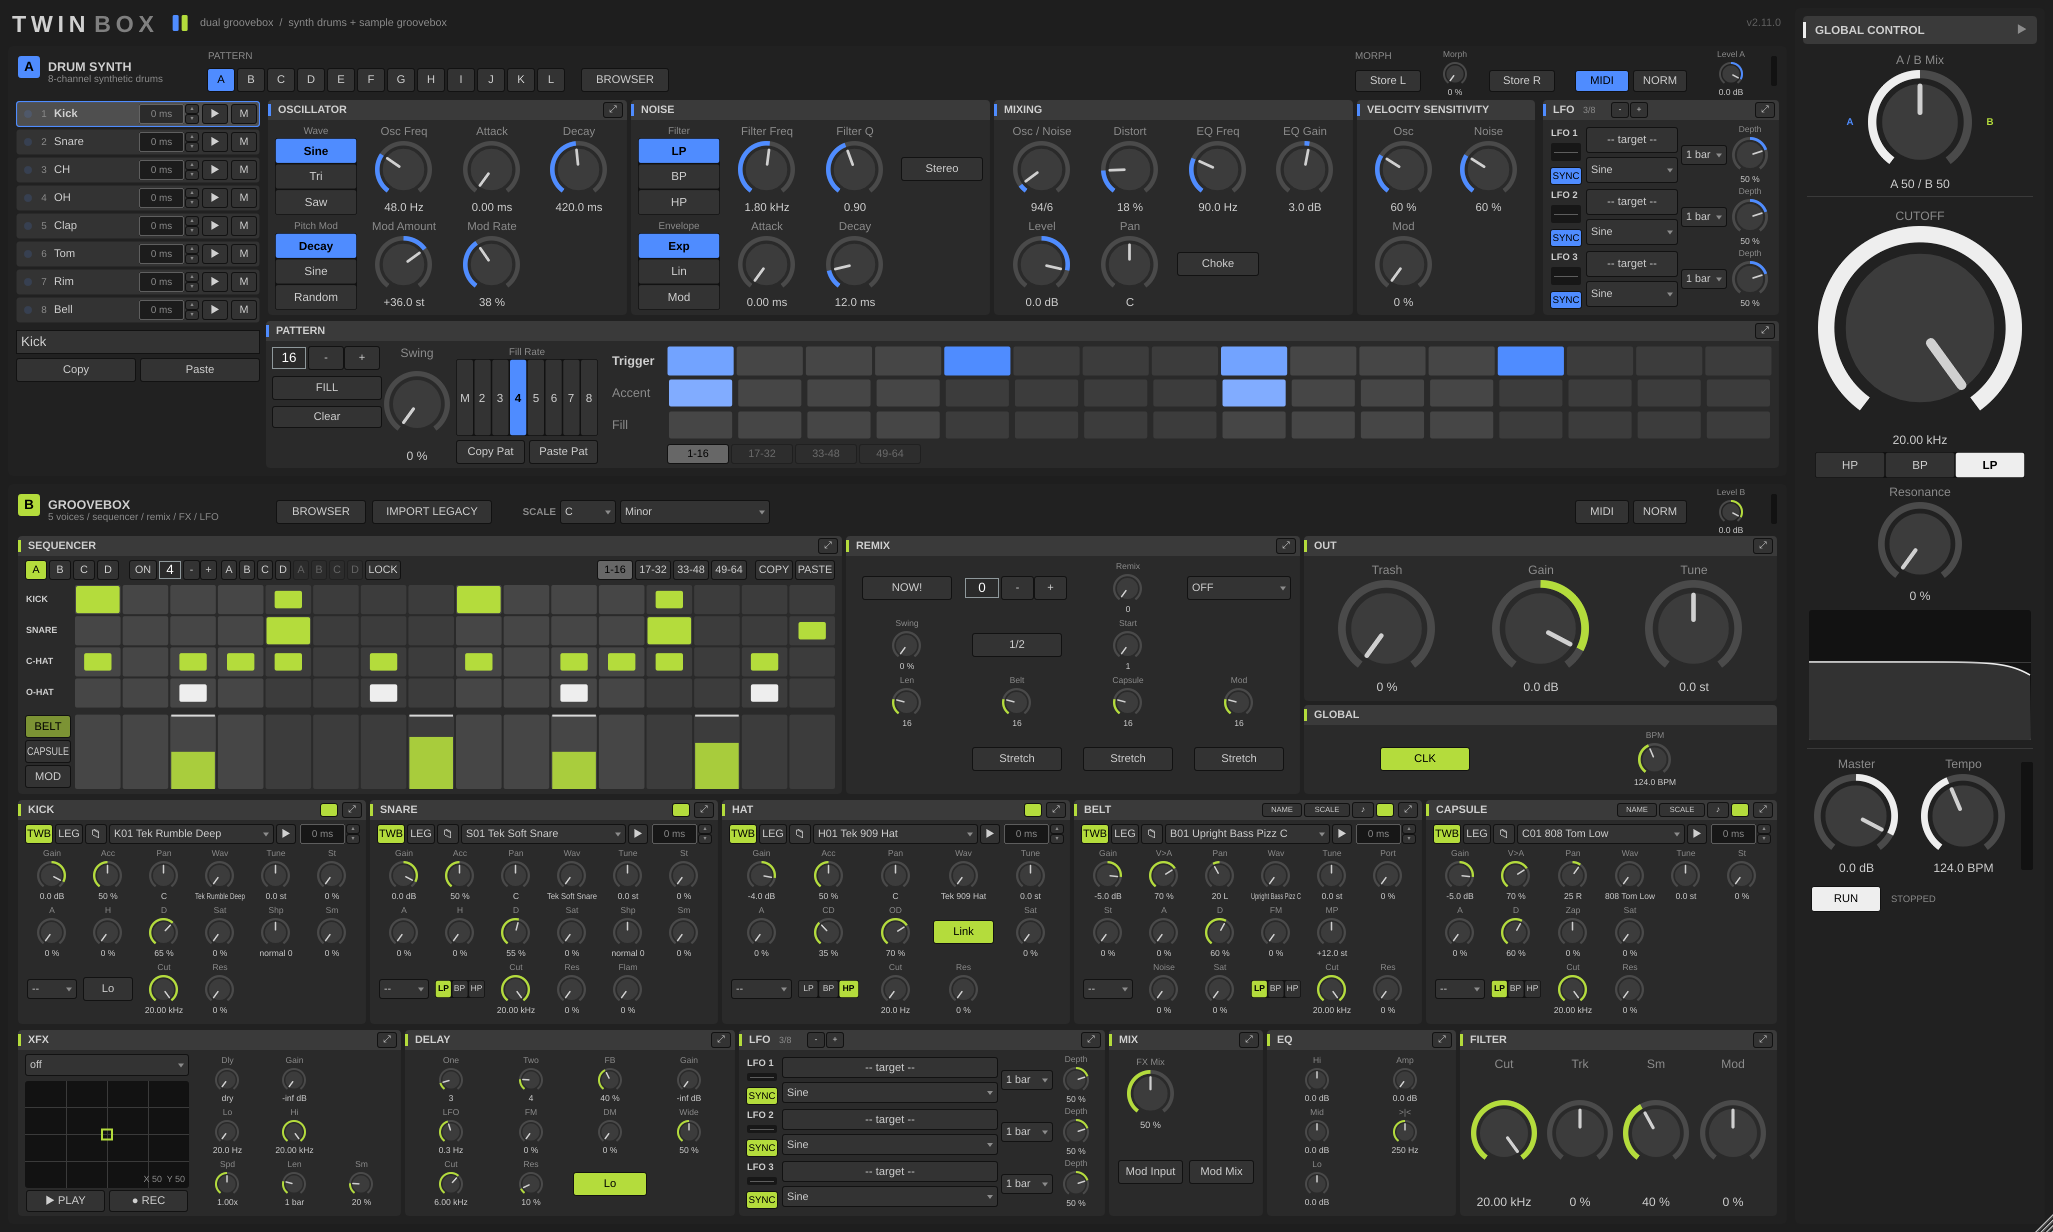 TWIN BOX dual groovebox / synth drums + sample groovebox v2.11.0
A DRUM SYNTH
8-channel synthetic drums
PATTERN
A B C D E F G H I J K L BROWSER
MORPH Morph Level A
Store L 0 % Store R MIDI NORM 0.0 dB
1 Kick 0 ms M
2 Snare 0 ms M
3 CH 0 ms M
4 OH 0 ms M
5 Clap 0 ms M
6 Tom 0 ms M
7 Rim 0 ms M
8 Bell 0 ms M
Kick
Copy Paste
OSCILLATOR
Wave Osc Freq Attack Decay
Sine
Tri
Saw
48.0 Hz 0.00 ms 420.0 ms
Pitch Mod Mod Amount Mod Rate
Decay
Sine
Random
+36.0 st 38 %
NOISE
Filter Filter Freq Filter Q
LP
BP
HP
Stereo
1.80 kHz 0.90
Envelope Attack Decay
Exp
Lin
Mod
0.00 ms 12.0 ms
MIXING
Osc / Noise Distort EQ Freq EQ Gain
94/6 18 % 90.0 Hz 3.0 dB
Level Pan
Choke
0.0 dB C
VELOCITY SENSITIVITY
Osc Noise
60 % 60 %
Mod
0 %
LFO 3/8 - +
LFO 1 -- target -- Depth
SYNC Sine 1 bar 50 %
LFO 2 -- target -- Depth
SYNC Sine 1 bar 50 %
LFO 3 -- target -- Depth
SYNC Sine 1 bar 50 %
PATTERN
16 - + Swing Fill Rate
FILL
Clear
0 %
M 2 3 4 5 6 7 8
Copy Pat Paste Pat
Trigger
Accent
Fill
1-16 17-32 33-48 49-64
B GROOVEBOX
5 voices / sequencer / remix / FX / LFO
BROWSER IMPORT LEGACY SCALE C Minor
MIDI NORM Level B 0.0 dB
SEQUENCER
A B C D ON 4 - + A B C D A B C D LOCK 1-16 17-32 33-48 49-64 COPY PASTE
KICK
SNARE
C-HAT
O-HAT
BELT
CAPSULE
MOD
REMIX
NOW! 0 - + Remix 0 OFF
Swing 0 % 1/2 Start 1
Len Belt Capsule Mod
16 16 16 16
Stretch Stretch Stretch
OUT
Trash Gain Tune
0 % 0.0 dB 0.0 st
GLOBAL
CLK BPM 124.0 BPM
KICK
TWB LEG K01 Tek Rumble Deep 0 ms
Gain Acc Pan Wav Tune St
0.0 dB 50 % C Tek Rumble Deep 0.0 st 0 %
A H D Sat Shp Sm
0 % 0 % 65 % 0 % normal 0 0 %
-- Lo Cut Res
20.00 kHz 0 %
SNARE
TWB LEG S01 Tek Soft Snare 0 ms
Gain Acc Pan Wav Tune St
0.0 dB 50 % C Tek Soft Snare 0.0 st 0 %
A H D Sat Shp Sm
0 % 0 % 55 % 0 % normal 0 0 %
-- LP BP HP Cut Res Flam
20.00 kHz 0 % 0 %
HAT
TWB LEG H01 Tek 909 Hat 0 ms
Gain Acc Pan Wav Tune
-4.0 dB 50 % C Tek 909 Hat 0.0 st
A CD OD Link Sat
0 % 35 % 70 % 0 %
-- LP BP HP Cut Res
20.0 Hz 0 %
BELT NAME SCALE ♪
TWB LEG B01 Upright Bass Pizz C 0 ms
Gain V>A Pan Wav Tune Port
-5.0 dB 70 % 20 L Upright Bass Pizz C 0.0 st 0 %
St A D FM MP
0 % 0 % 60 % 0 % +12.0 st
-- Noise Sat LP BP HP Cut Res
0 % 0 % 20.00 kHz 0 %
CAPSULE NAME SCALE ♪
TWB LEG C01 808 Tom Low 0 ms
Gain V>A Pan Wav Tune St
-5.0 dB 70 % 25 R 808 Tom Low 0.0 st 0 %
A D Zap Sat
0 % 60 % 0 % 0 %
-- LP BP HP Cut Res
20.00 kHz 0 %
XFX
off Dly Gain
dry -inf dB
Lo Hi
20.0 Hz 20.00 kHz
Spd Len Sm
X 50 Y 50
PLAY ● REC 1.00x 1 bar 20 %
DELAY
One Two FB Gain
3 4 40 % -inf dB
LFO FM DM Wide
0.3 Hz 0 % 0 % 50 %
Cut Res Lo
6.00 kHz 10 %
LFO 3/8 - +
LFO 1 -- target -- Depth
SYNC Sine 1 bar 50 %
LFO 2 -- target -- Depth
SYNC Sine 1 bar 50 %
LFO 3 -- target -- Depth
SYNC Sine 1 bar 50 %
MIX
FX Mix
50 %
Mod Input Mod Mix
EQ
Hi Amp
0.0 dB 0.0 dB
Mid >|<
0.0 dB 250 Hz
Lo
0.0 dB
FILTER
Cut Trk Sm Mod
20.00 kHz 0 % 40 % 0 %
GLOBAL CONTROL
A / B Mix
A B
A 50 / B 50
CUTOFF
20.00 kHz
HP BP LP
Resonance
0 %
Master Tempo
0.0 dB 124.0 BPM
RUN STOPPED